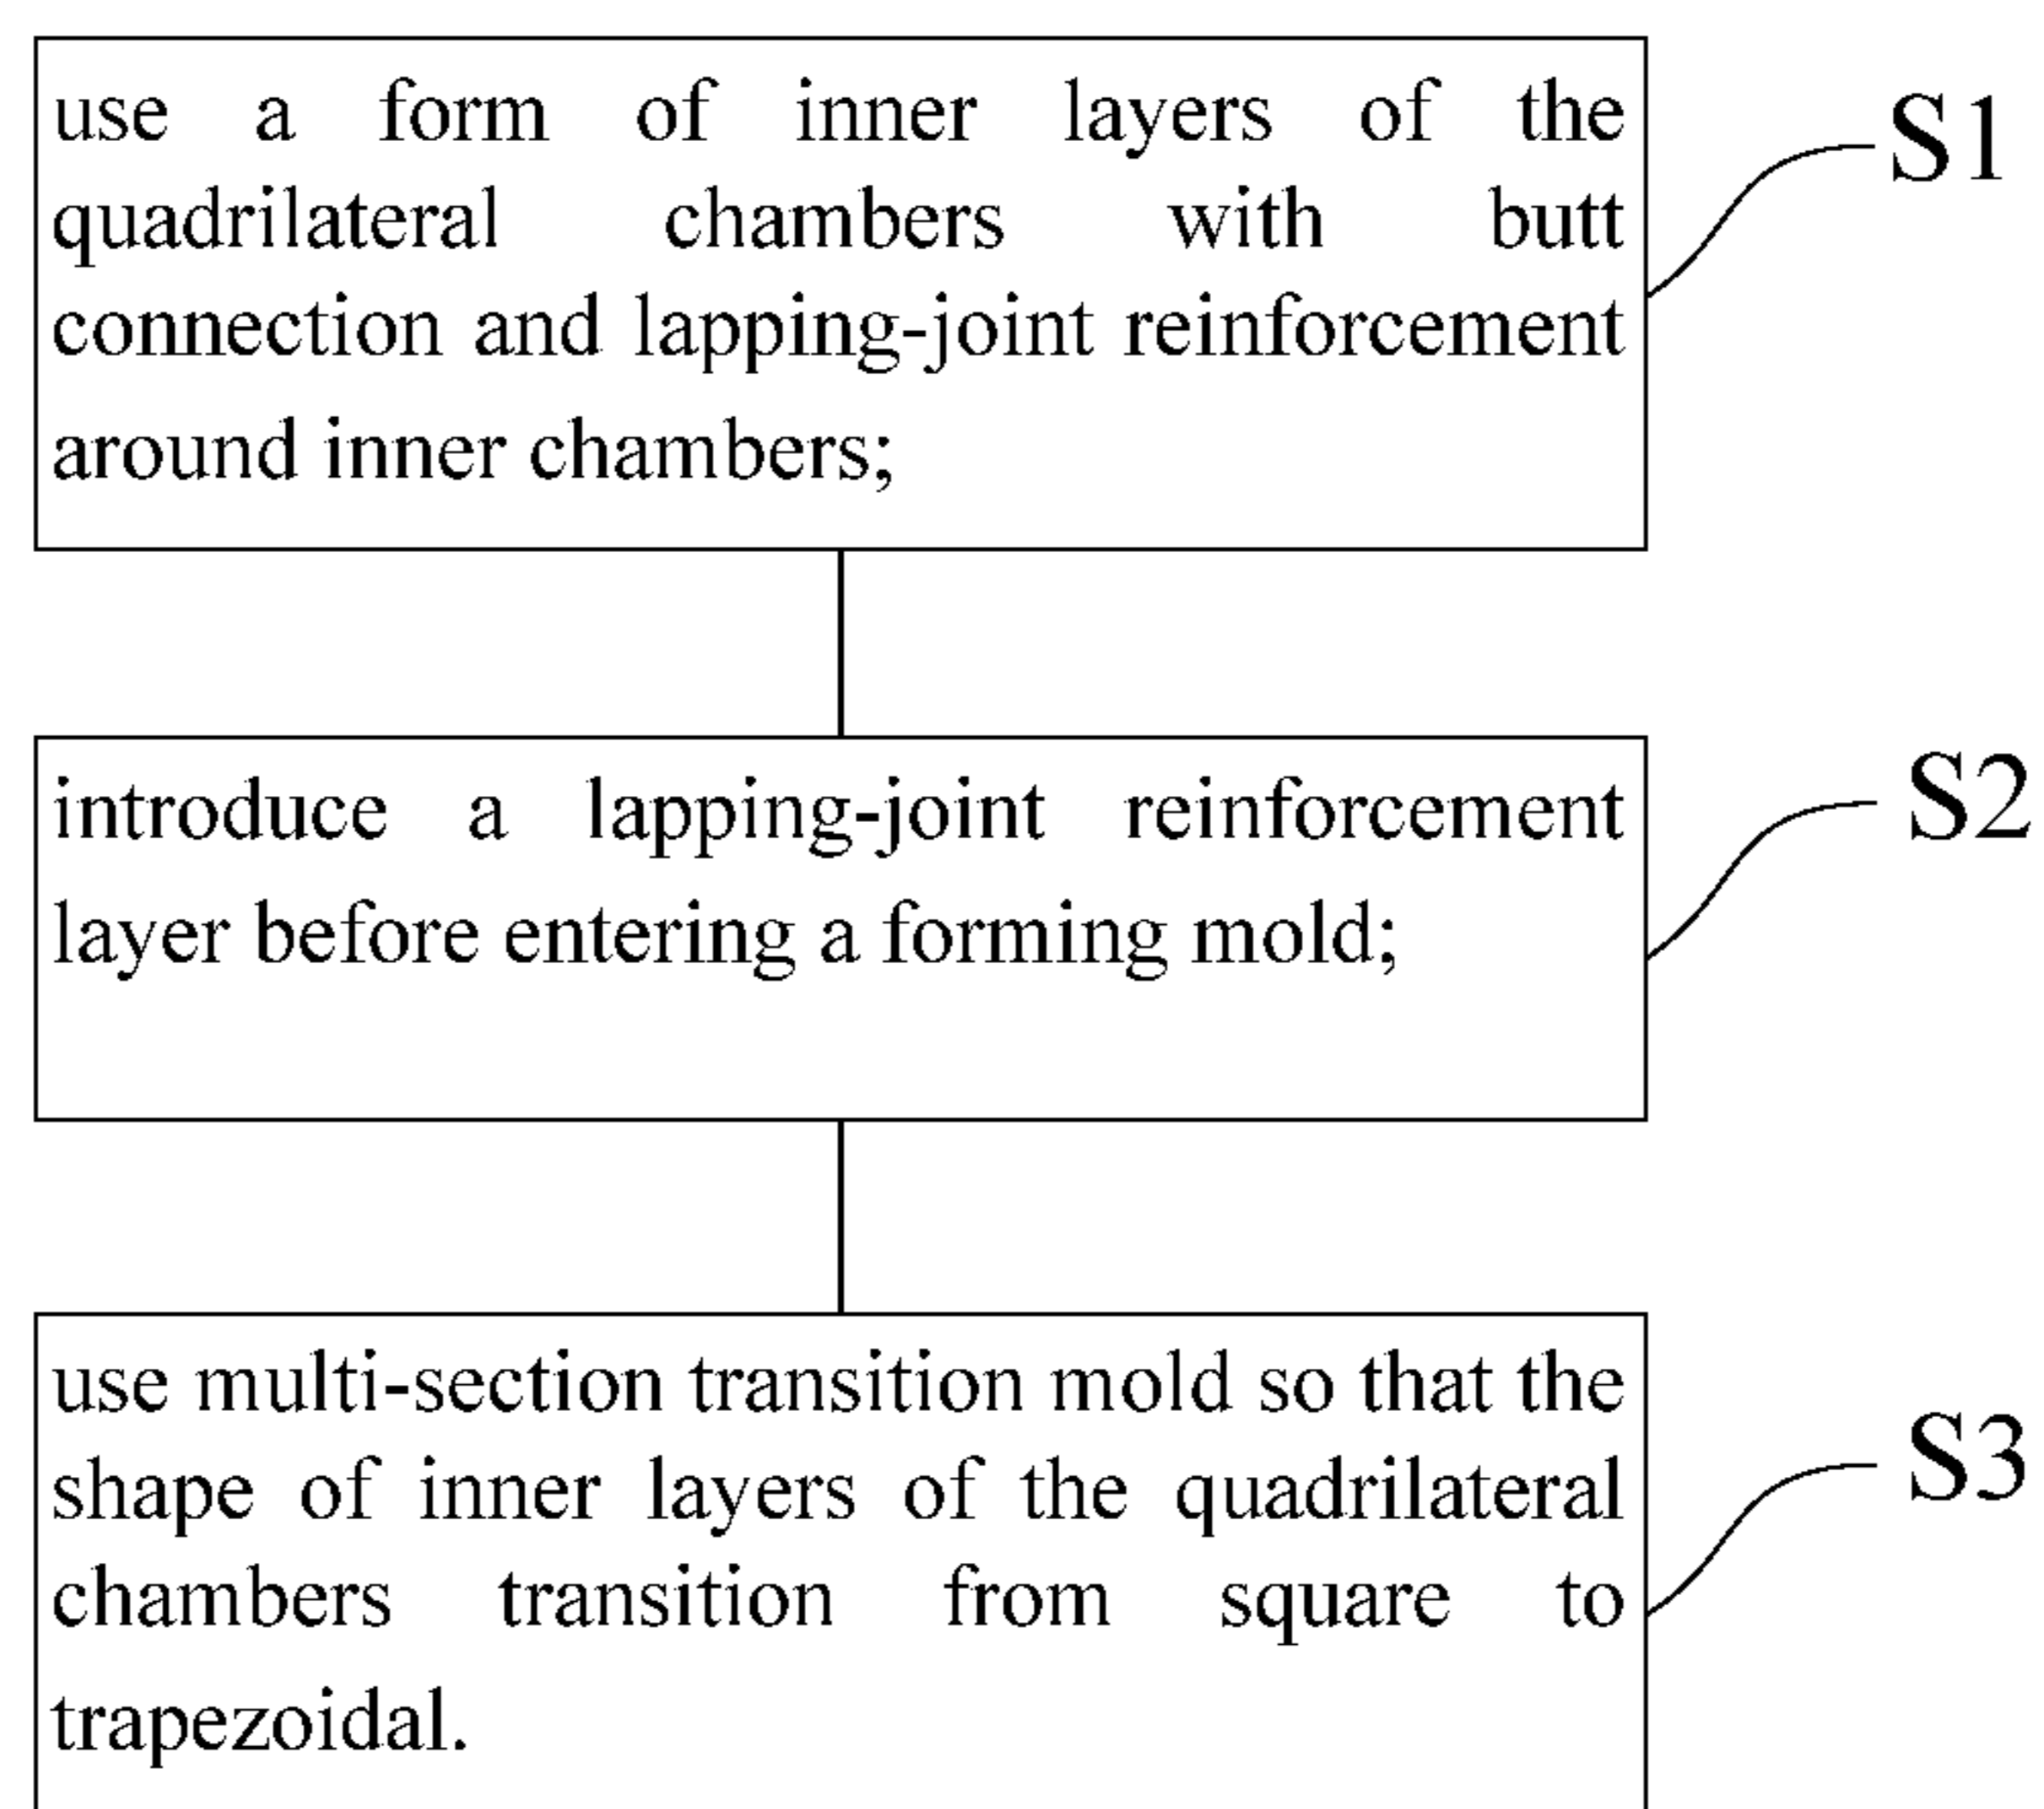 use a form of inner layers of the
S1
quadrilateral chambers with butt
connection and lapping-joint reinforcement
around inner chambers;
introduce a lapping-joint reinforcement
S2
layer before entering a forming mold;
use multi-section transition mold so that the
S3
shape of inner layers of the quadrilateral
chambers transition from square to
trapezoidal.